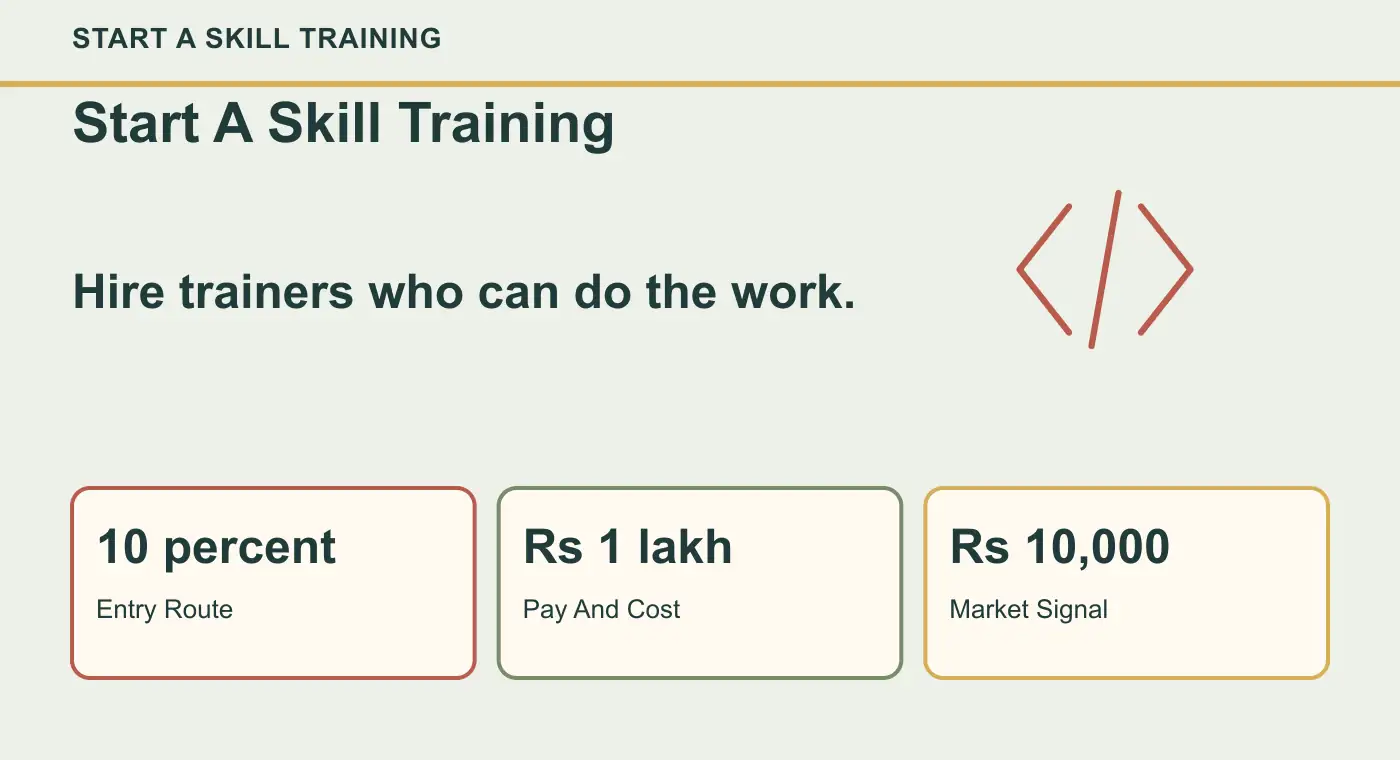 START A SKILL TRAINING
Start A Skill Training
Hire trainers who can do the work.
10 percent
Entry Route
Rs 1 lakh
Pay And Cost
Rs 10,000
Market Signal